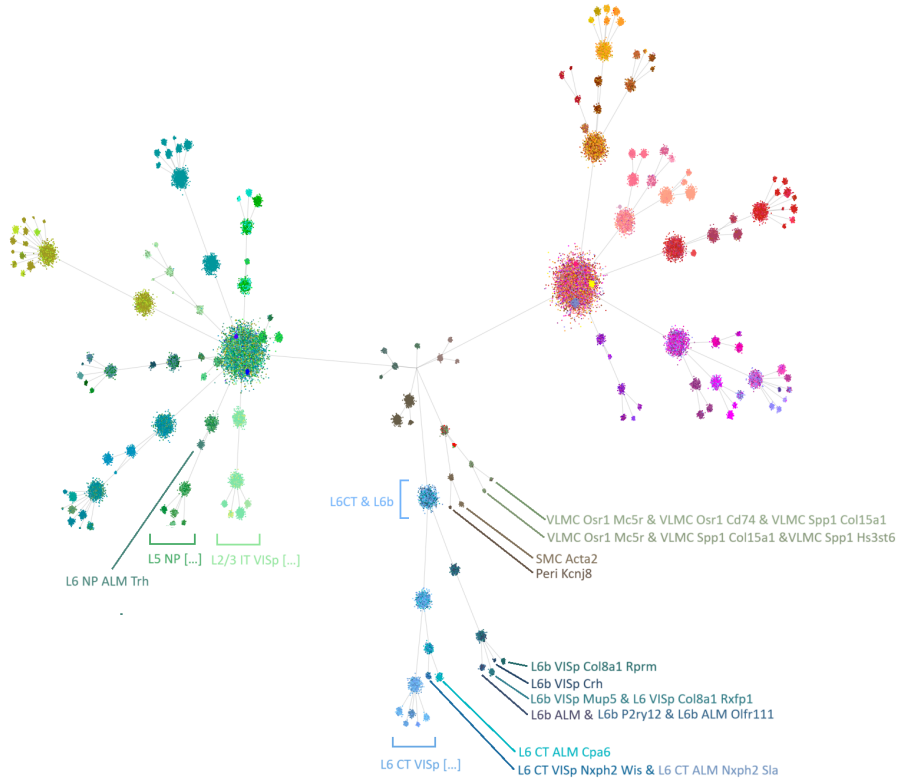 L6CT & L6b
VLMC Osr1 Mc5r & VLMC Osr1 Cd74 & VLMC Spp1 Col15a1
VLMC Osr1 Mc5r & VLMC Spp1 Col15a1 &VLMC Spp1 Hs3st6
SMC Acta2
Peri Kcnj8
L5 NP [...]
L2/3 IT VISp [...]
L6 NP ALM Trh
L6b VISp Col8a1 Rprm
L6b VISp Crh
L6b VISp Mup5 & L6 VISp Col8a1 Rxfp1
L6b ALM & L6b P2ry12 & L6b ALM Olfr111
L6 CT ALM Cpa6
L6 CT VISp [...]
L6 CT VISp Nxph2 Wis & L6 CT ALM Nxph2 Sla